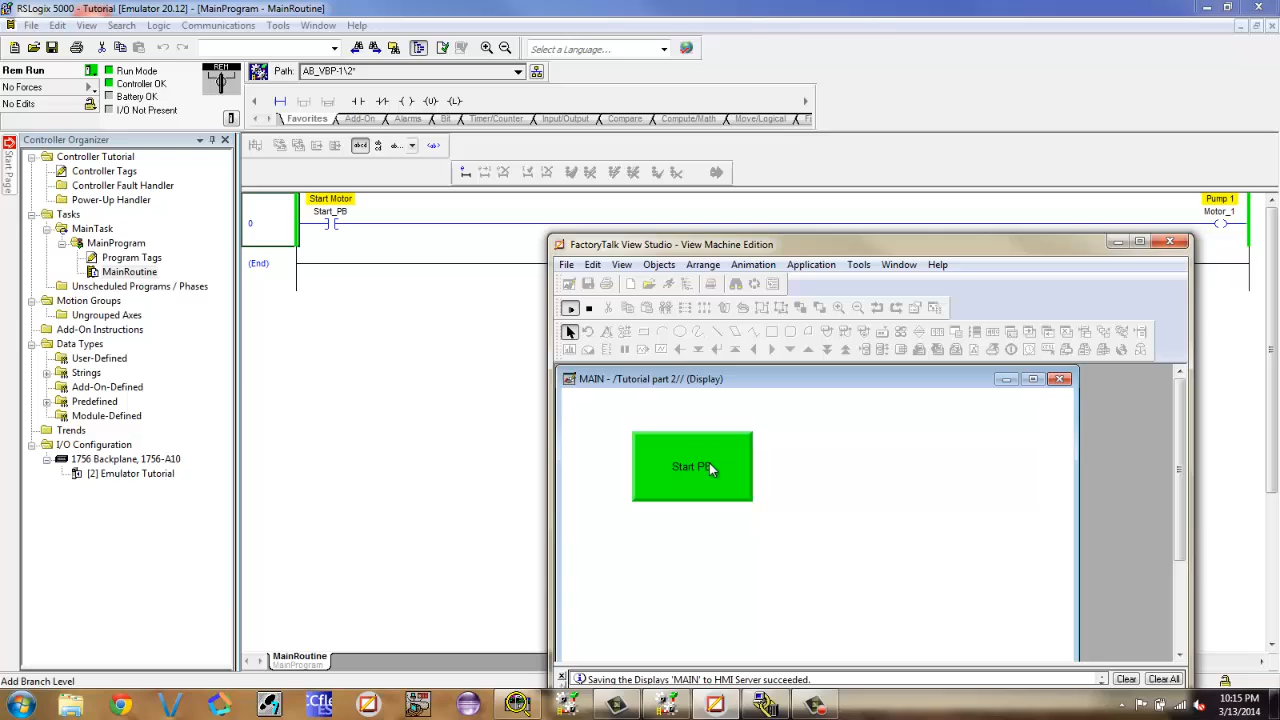 RSLogix 5000 - Tutorial [Emulator 20.12] - [MainProgram - MainRoutine]
File Edit View Search Logic Communications Tools Window Help
Select a Language...
Rem Run
Run Mode
REM
Path: AB_VBP-1\2*
No Forces
Controller OK
Battery OK
No Edits
I/O Not Present
Favorites Add-On Alarms Bit Timer/Counter Input/Output Compare Compute/Math Move/Logical
Controller Organizer
Start Page
Controller Tutorial
Controller Tags
Controller Fault Handler
Power-Up Handler
Tasks
MainTask
MainProgram
Program Tags
MainRoutine
Unscheduled Programs / Phases
Motion Groups
Ungrouped Axes
Add-On Instructions
Data Types
User-Defined
Strings
Add-On-Defined
Predefined
Module-Defined
Trends
I/O Configuration
1756 Backplane, 1756-A10
[2] Emulator Tutorial
Start Motor
Start_PB
Pump 1
Motor_1
0
(End)
FactoryTalk View Studio - View Machine Edition
File Edit View Objects Arrange Animation Application Tools Window Help
MAIN - /Tutorial part 2// (Display)
Start PB
MainRoutine
MainProgram
Saving the Displays 'MAIN' to HMI Server succeeded.
Clear Clear All
Add Branch Level
10:15 PM
3/13/2014